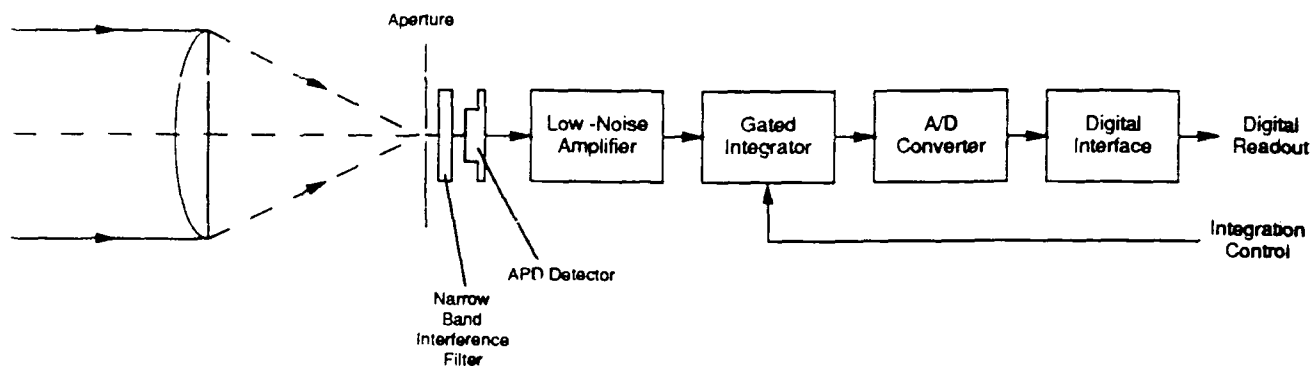 Aperture
Low -Noise
Amplifier
Gated
Integrator
A/D
Converter
Digital
Interface
Digital
Readout
Integration
Control
APD Detector
Narrow
Band
Interference
Filter